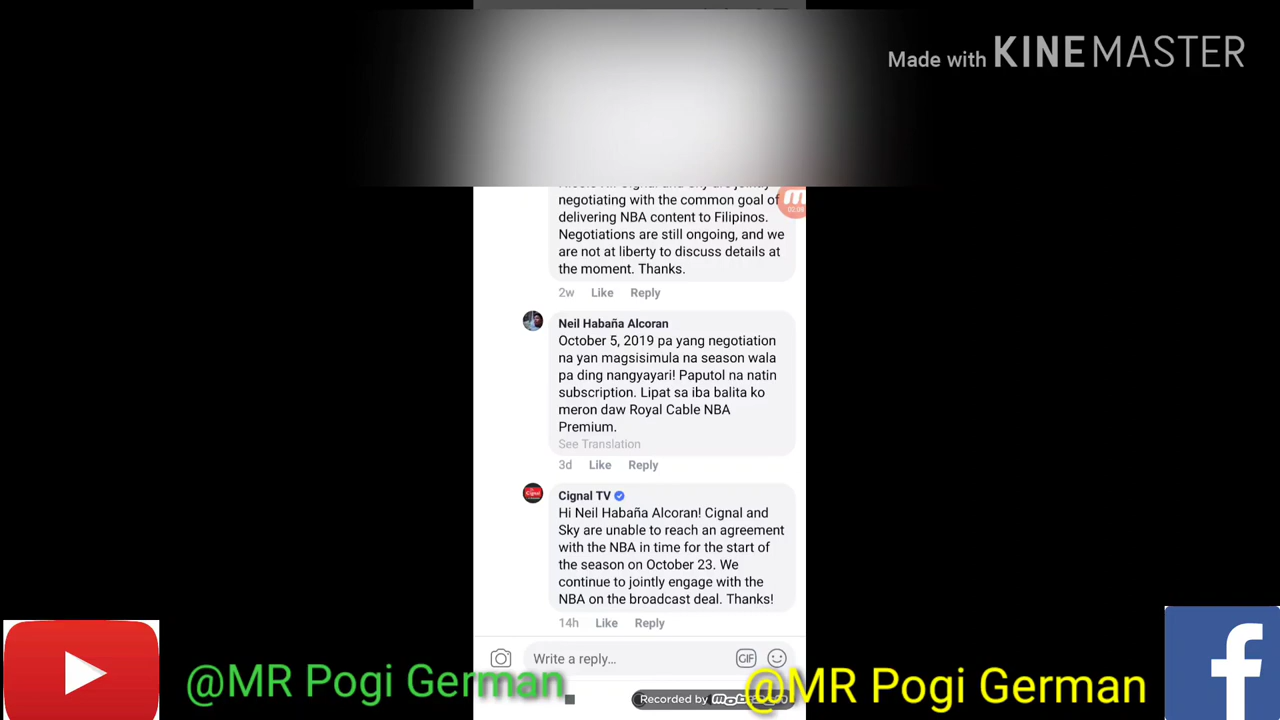 Made with KINEMASTER
negotiating with the common goal of
delivering NBA content to Filipinos.
Negotiations are still ongoing, and we
are not at liberty to discuss details at
the moment. Thanks.
2w Like Reply
Neil Habaña Alcoran
October 5, 2019 pa yang negotiation
na yan magsisimula na season wala
pa ding nangyayari! Paputol na natin
subscription. Lipat sa iba balita ko
meron daw Royal Cable NBA
Premium.
See Translation
3d Like Reply
Cignal TV
Hi Neil Habaña Alcoran! Cignal and
Sky are unable to reach an agreement
with the NBA in time for the start of
the season on October 23. We
continue to jointly engage with the
NBA on the broadcast deal. Thanks!
14h Like Reply
Write a reply... GIF
@MR Pogi German
Recorded by
@MR Pogi German